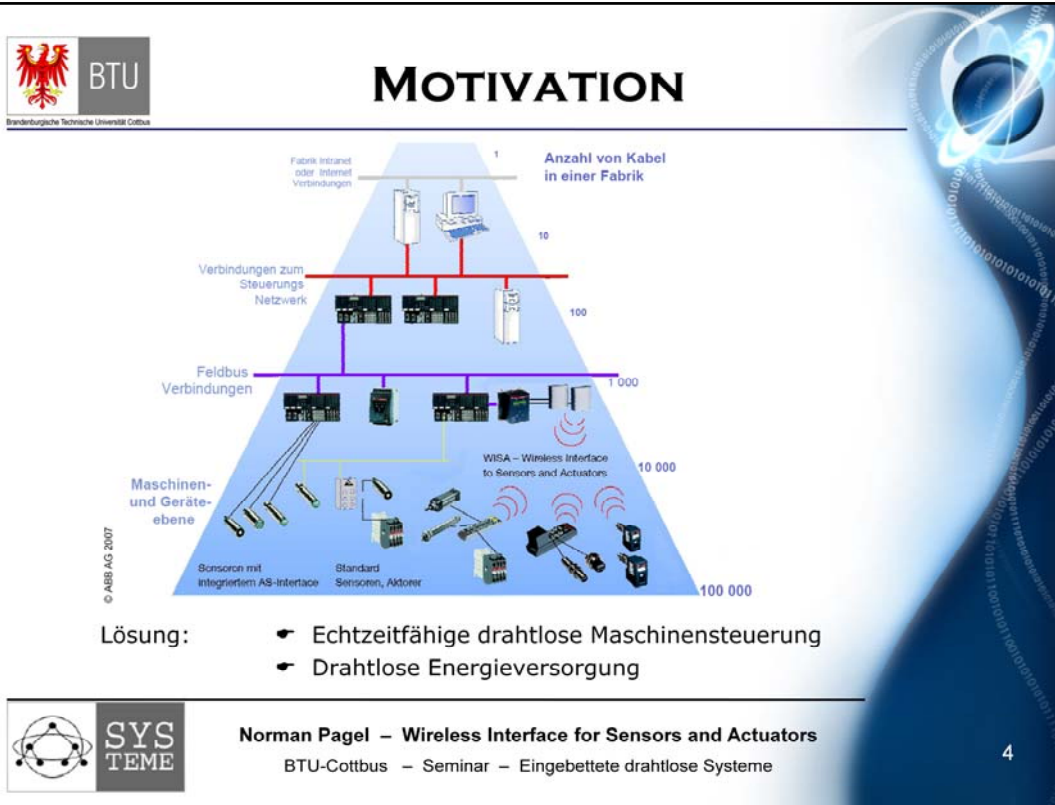 BTU
Brandenburgische Technische Universität Cottbus
MOTIVATION
Fabrik Intranet
oder Internet
Verbindungen
1
Anzahl von Kabel
in einer Fabrik
10
Verbindungen zum
Steuerungs
Netzwerk
100
Feldbus
Verbindungen
1 000
WISA – Wireless Interface
to Sensors and Actuators
10 000
Maschinen-
und Geräte-
ebene
Sensoren mit
integriertem AS-Interface
Standard
Sensoren, Aktorer
100 000
© ABB AG 2007
Lösung:
Echtzeitfähige drahtlose Maschinensteuerung
Drahtlose Energieversorgung
SYS
TEME
Norman Pagel – Wireless Interface for Sensors and Actuators
BTU-Cottbus – Seminar – Eingebettete drahtlose Systeme
4